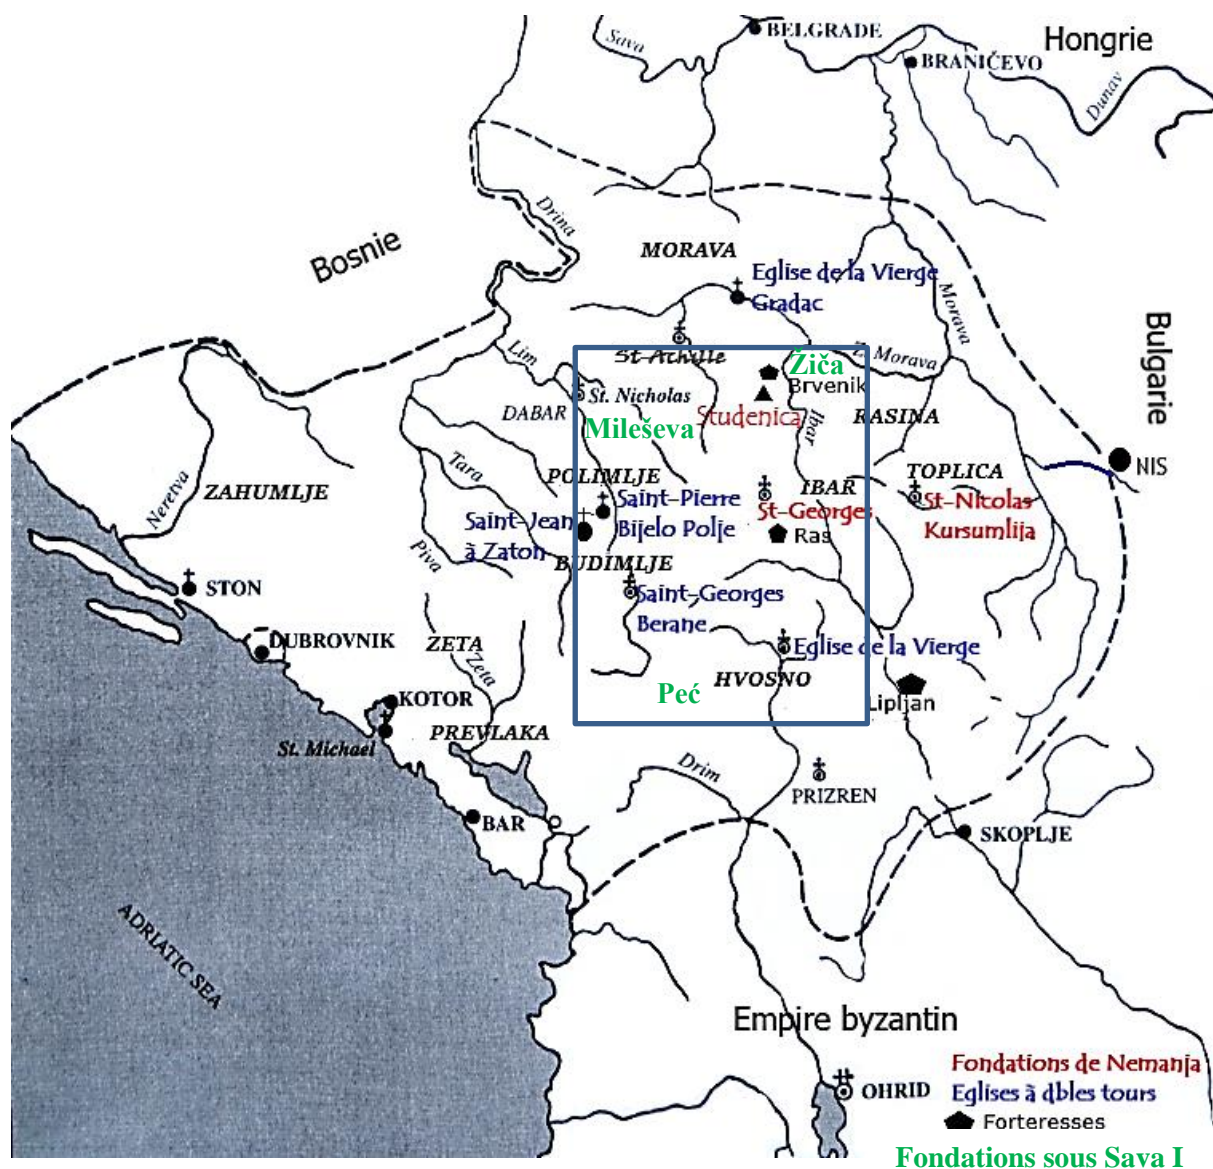 BELGRADE
Hongrie
Sava
BRANIČEVO
Dunav
Drina
Bosnie
MORAVA
Eglise de la Vierge
Gradac
Morava
Bulgarie
St-Achille
Lim
Žiča
Z. Morava
Brvenik
St. Nicholas
DABAR
Studenica
Ibar
RASINA
Mileševa
NIS
Tara
POLIMLJE
TOPLICA
ZAHUMLJE
Neretva
IBAR
Saint-Pierre
Bijelo Polje
St-Georges
St-Nicolas
Kursumlija
Saint-Jean
à Zaton
Ras
Piva
BUDIMLJE
STON
Saint-Georges
Berane
DUBROVNIK
ZETA
Zeta
Eglise de la Vierge
HVOSNO
Peć
KOTOR
Lipljan
St. Michael
PREVLAKA
Drim
PRIZREN
BAR
SKOPLJE
ADRIATIC SEA
Empire byzantin
OHRID
Fondations de Nemanja
Eglises à dbles tours
Forteresses
Fondations sous Sava I